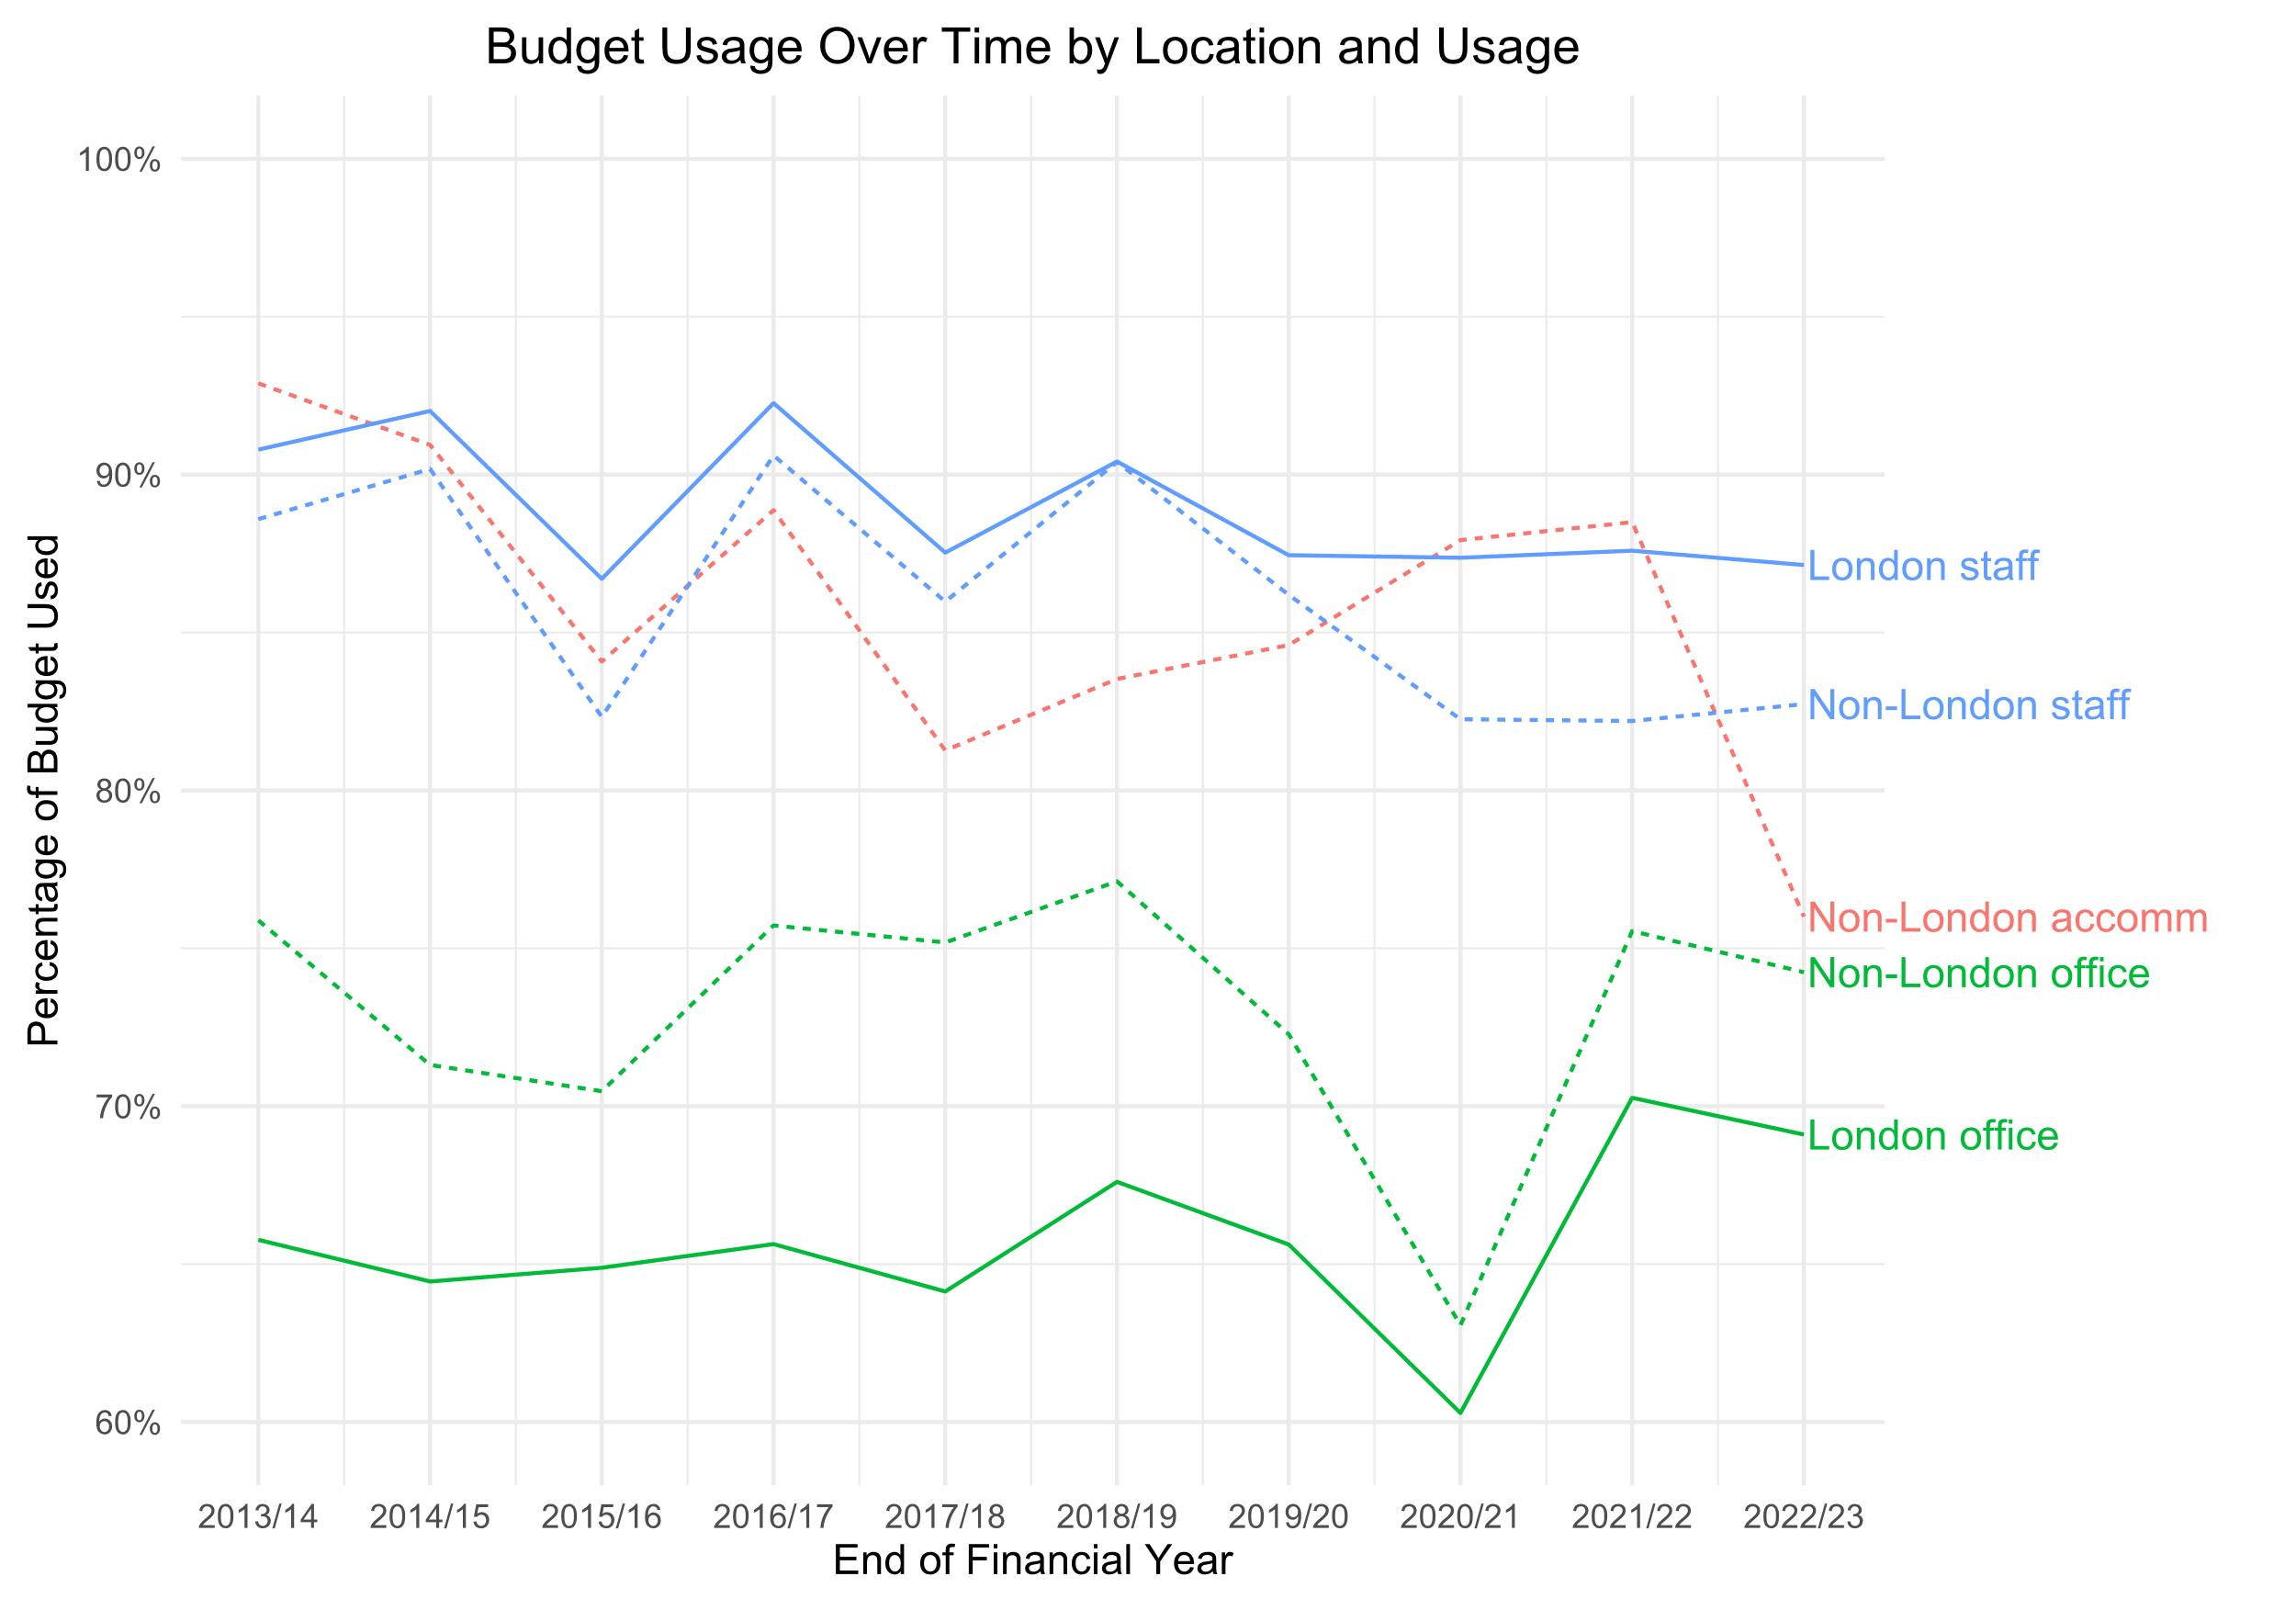 Budget Usage Over Time by Location and Usage
Percentage of Budget Used
100%
90%
80%
70%
60%
London staff
Non-London staff
Non-London accomm
Non-London office
London office
2013/14 2014/15 2015/16 2016/17 2017/18 2018/19 2019/20 2020/21 2021/22 2022/23
End of Financial Year